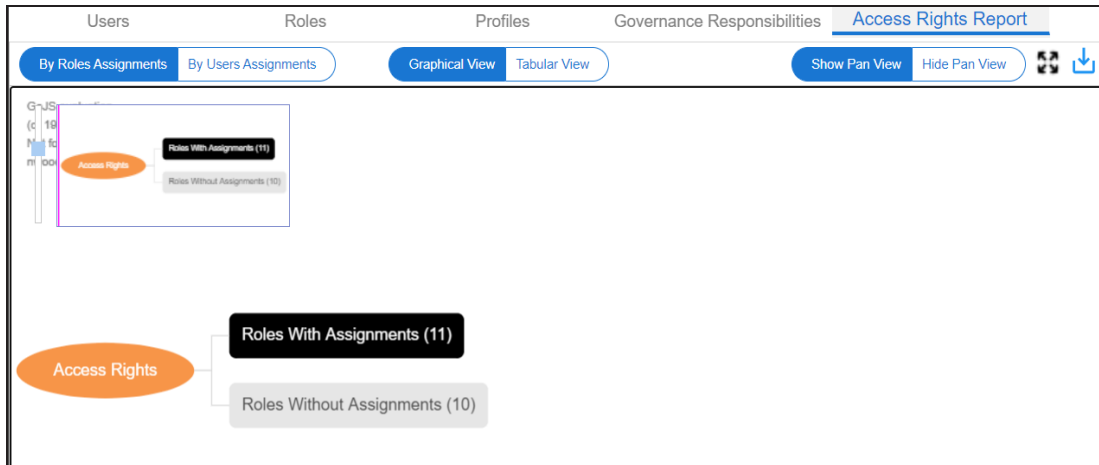 Users Roles Profiles Governance Responsibilities Access Rights Report
By Roles Assignments By Users Assignments Graphical View Tabular View Show Pan View Hide Pan View
Roles With Assignments (11)
Access Rights
Roles Without Assignments (10)
Roles With Assignments (11)
Access Rights
Roles Without Assignments (10)